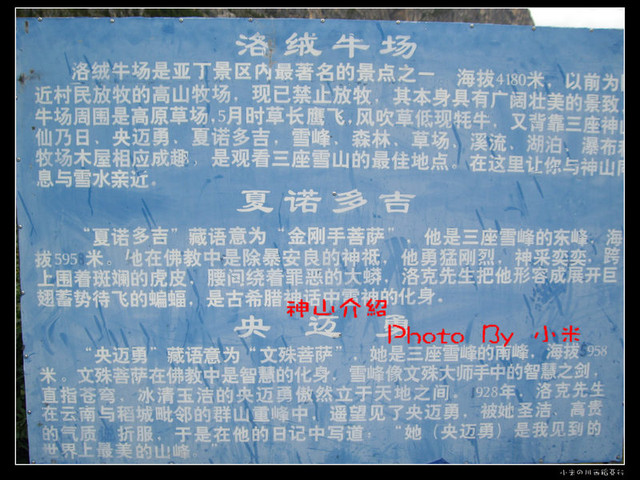 洛绒牛场
洛绒牛场是亚丁景区内最著名的景点之一 海拔4180米，以前为附
近村民放牧的高山牧场，现已禁止放牧，其本身具有广阔壮美的景致，
牛场周围是高原草场，5月时草长鹰飞，风吹草低现牦牛，又背靠三座神山
仙乃日、央迈勇、夏诺多吉，雪峰、森林、草场、溪流、湖泊、瀑布
牧场木屋相应成趣，是观看三座雪山的最佳地点。在这里让你与神山同
息与雪水亲近。
夏诺多吉
“夏诺多吉”藏语意为“金刚手菩萨”，他是三座雪峰的东峰，海
拔5958米。他在佛教中是除暴安良的神祗，他勇猛刚烈，神采奕奕，跨
上围着斑斓的虎皮，腰间绕着罪恶的大蟒，洛克先生把他形容成展开巨
翅蓄势待飞的蝙蝠，是古希腊神话中雷神的化身。
神山介绍
央迈勇
Photo By 小米
“央迈勇”藏语意为“文殊菩萨”，她是三座雪峰的南峰，海拔5958
米。文殊菩萨在佛教中是智慧的化身，雪峰像文殊大师手中的智慧之剑，
直指苍穹，冰清玉洁的央迈勇傲然立于天地之间。1928年，洛克先生
在云南与稻城毗邻的群山重峰中，遥望见了央迈勇，被她圣洁，高贵
的气质 折服，于是在他的日记中写道：“她（央迈勇）是我见到的
世界上最美的山峰。”